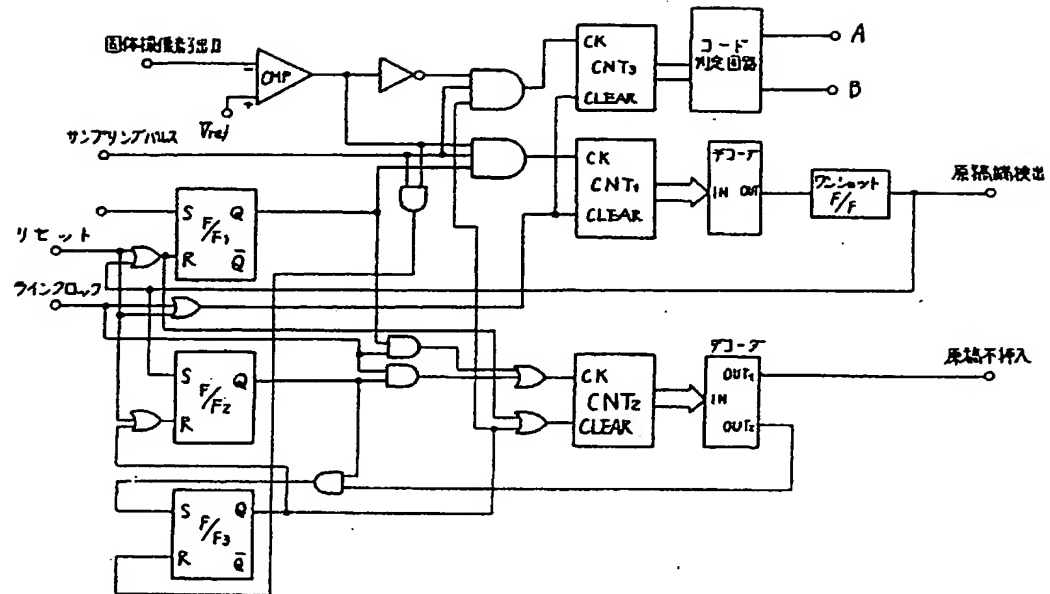 固体撮像素子出力
CMP
Vref
サンプリングパルス
CK
CNT3
CLEAR
コード
判定回路
A
B
CK
CNT1
CLEAR
デコーダ
IN OUT
ワンショット
F/F
原稿端検出
リセット
S Q
F/F1
R Q̅
ラインクロック
S Q
F/F2
R
CK
CNT2
CLEAR
デコーダ
OUT1
IN
OUT2
原稿不挿入
S Q
F/F3
R Q̅